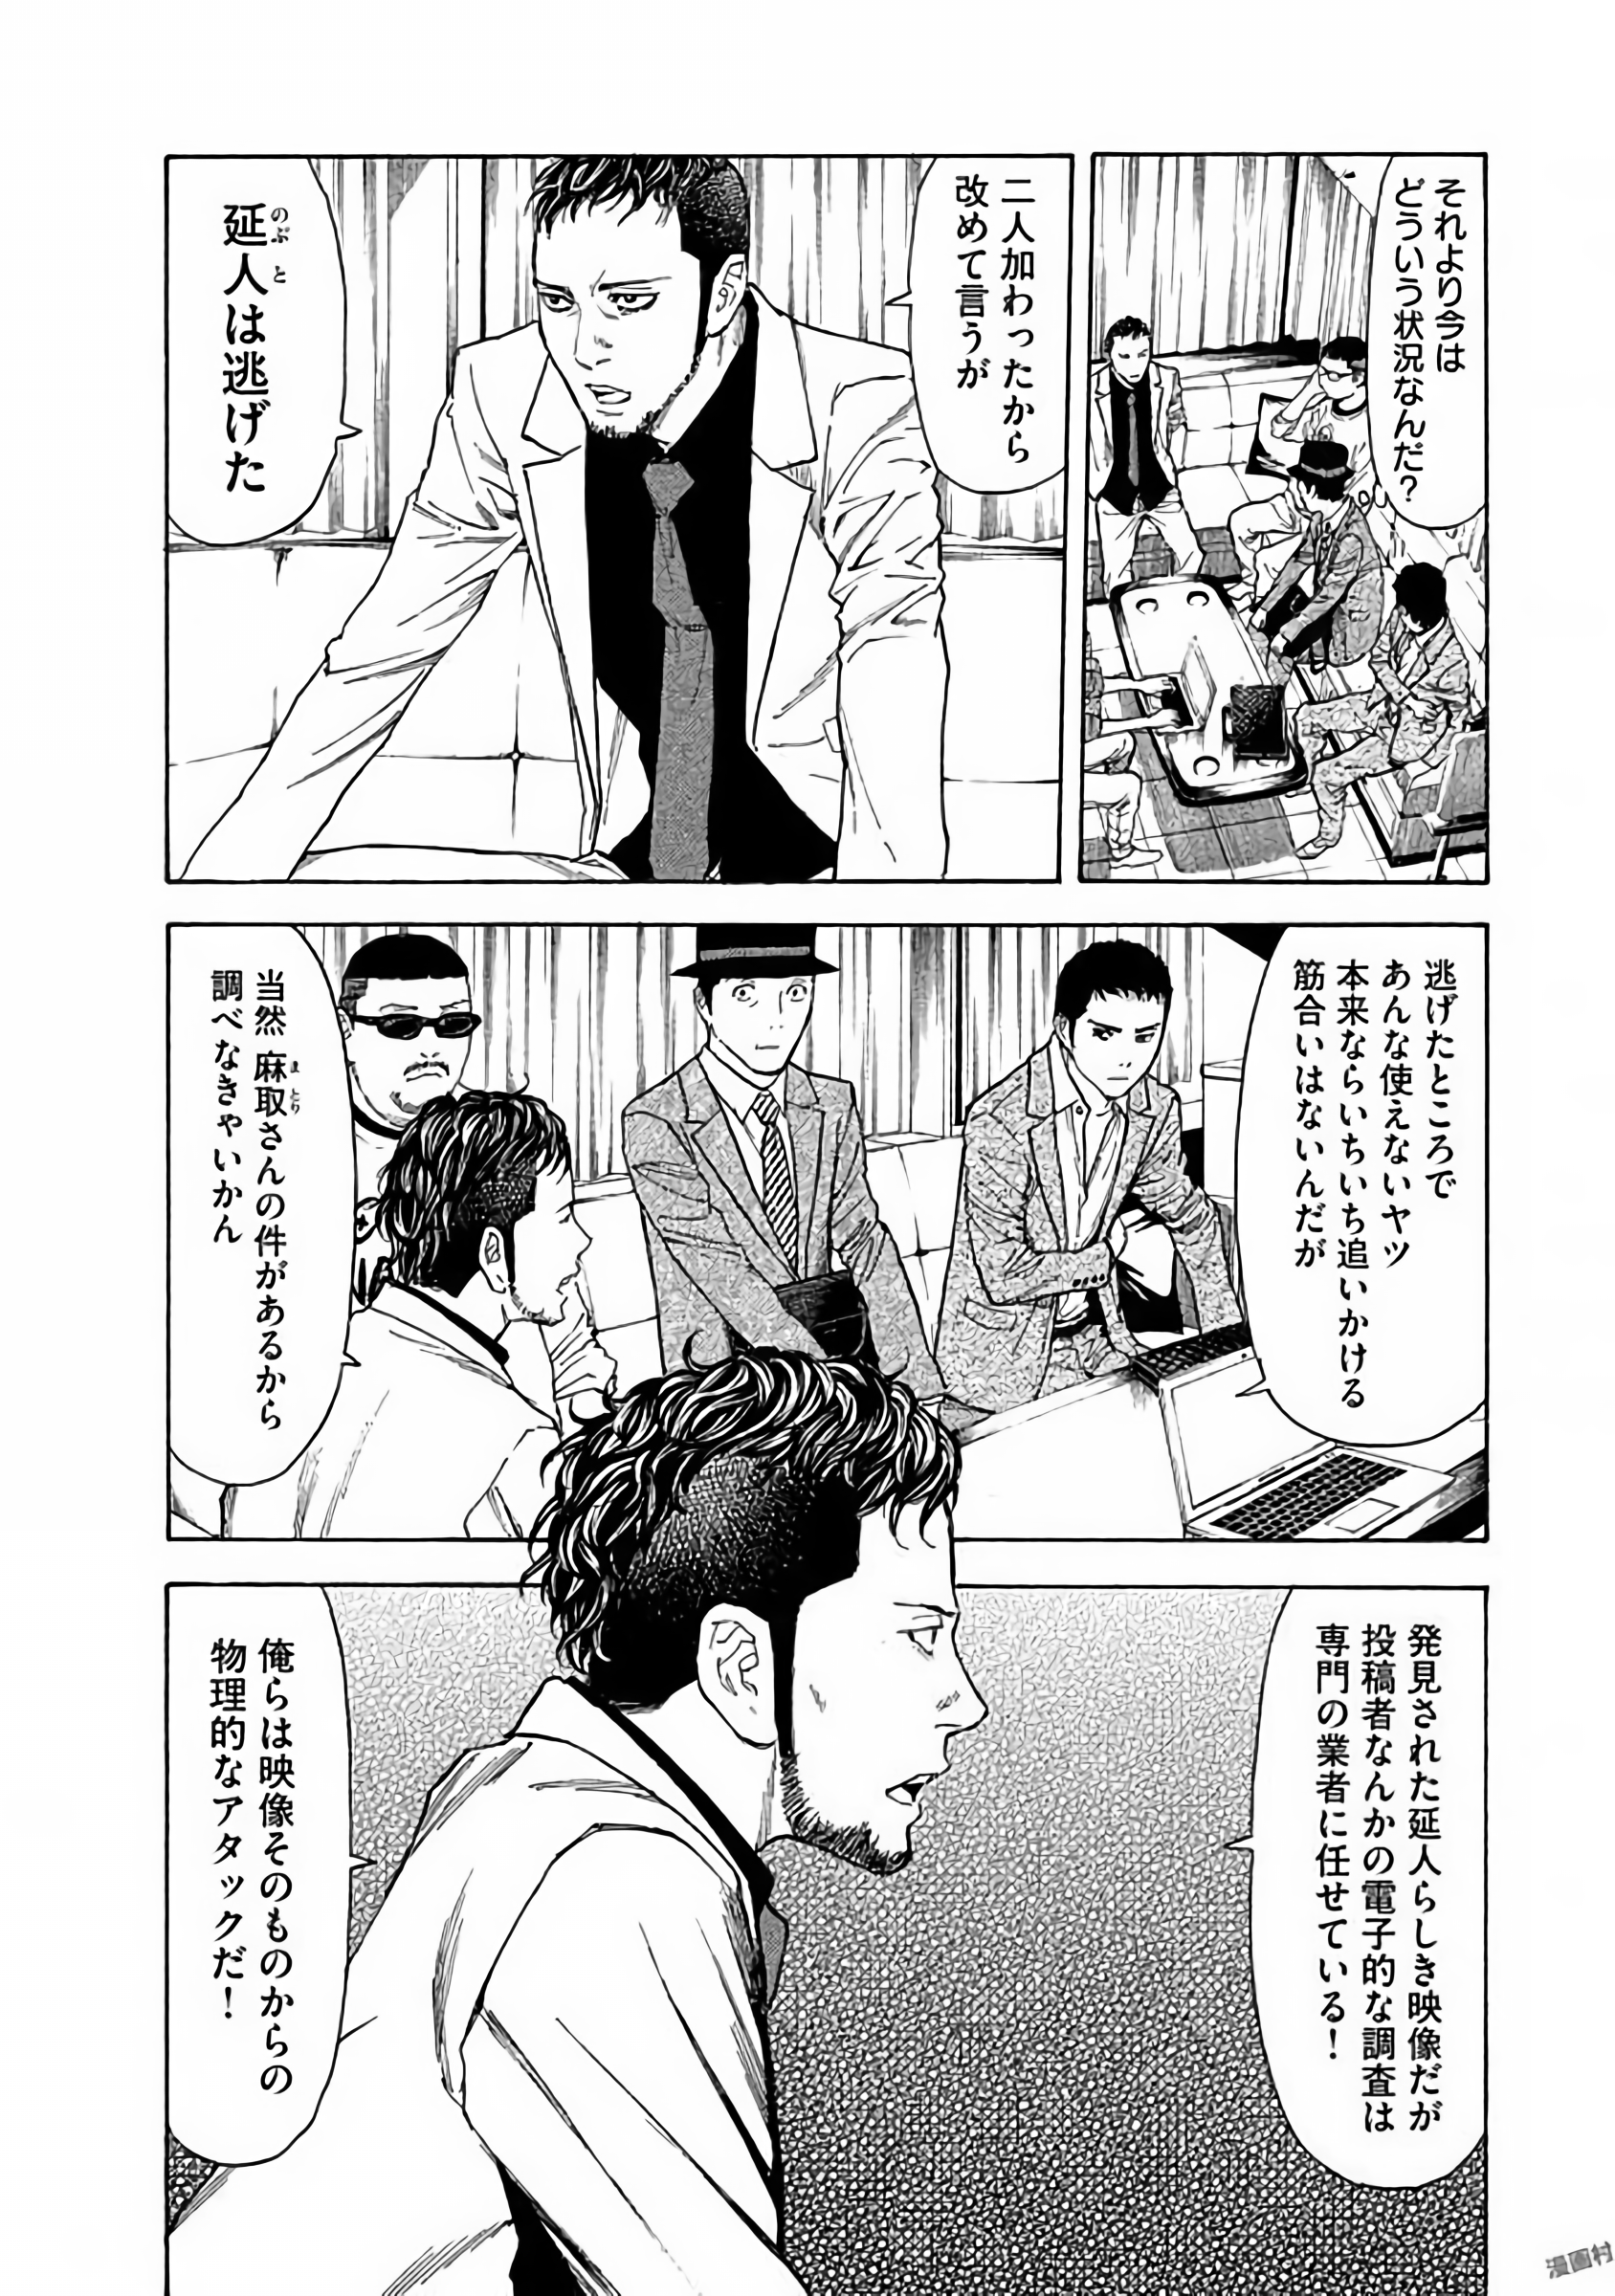 それより今は
どういう状況なんだ?
二人加わったから
改めて言うが
延人は逃げた
のぶと
逃げたところで
あんな使えないヤツ
本来ならいちいち追いかける
筋合いはないんだが
当然麻取さんの件があるから
まとり
調べなきゃいかん
発見された延人らしき映像だが
投稿者なんかの電子的な調査は
専門の業者に任せている!
俺らは映像そのものからの
物理的なアタックだ!
漫画村